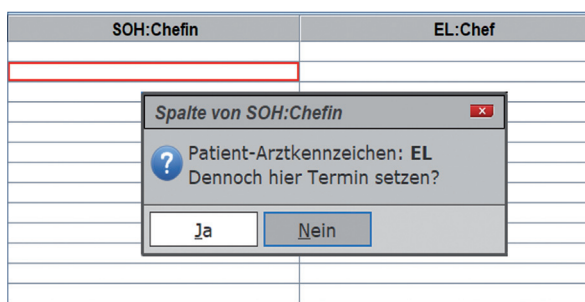 SOH:Chefin EL:Chef
Spalte von SOH:Chefin
Patient-Arztkennzeichen: EL
Dennoch hier Termin setzen?
Ja Nein